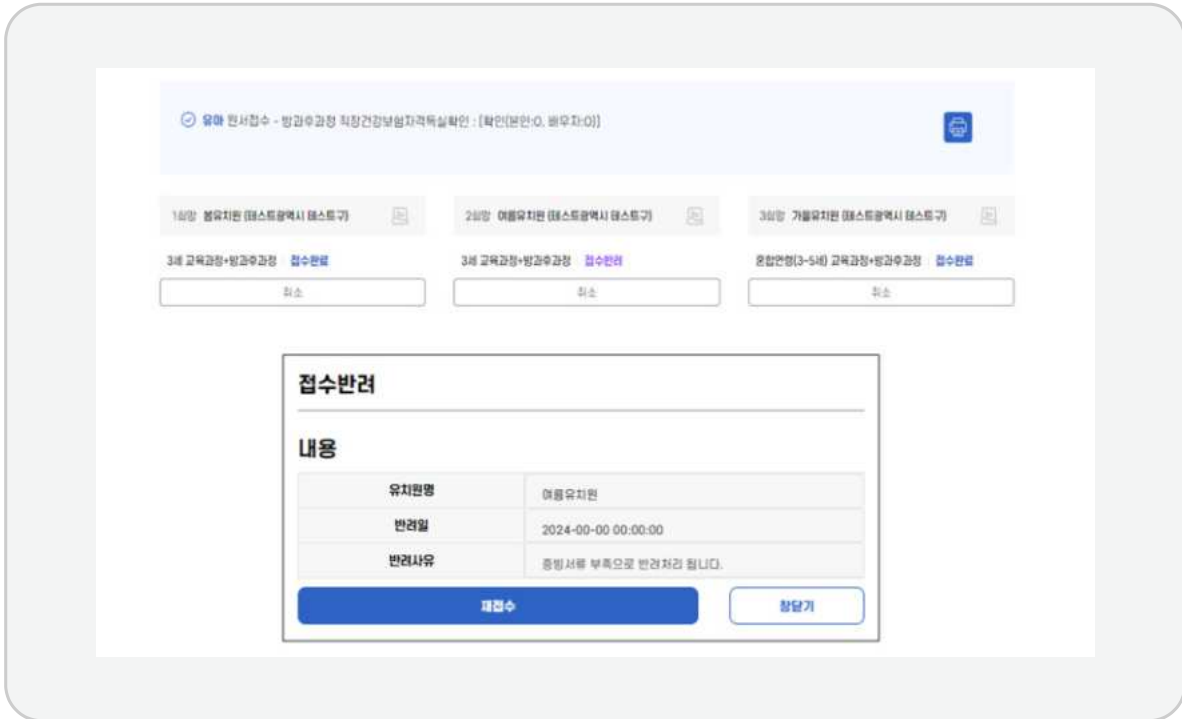 유아 원서접수 - 방과후과정 직장건강보험자격득실확인 : [확인(본인:O, 배우자:O)]
1희망 봄유치원 (테스트광역시 테스트구)
2희망 여름유치원 (테스트광역시 테스트구)
3희망 가을유치원 (테스트광역시 테스트구)
3세 교육과정+방과후과정 접수완료
3세 교육과정+방과후과정 접수반려
혼합연령(3~5세) 교육과정+방과후과정 접수완료
취소
취소
취소
접수반려
내용
유치원명 여름유치원
반려일 2024-00-00 00:00:00
반려사유 증빙서류 부족으로 반려처리 됩니다.
재접수 창닫기